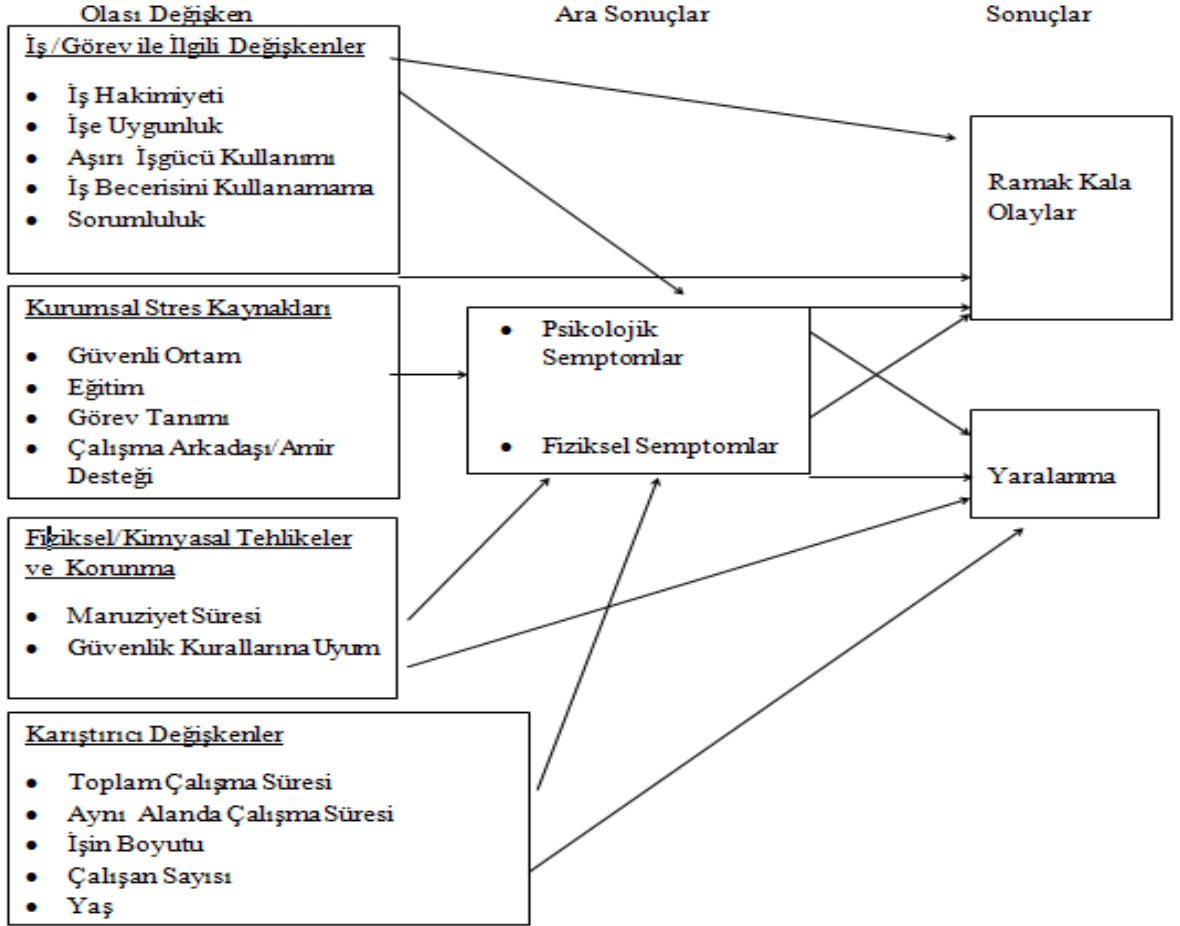 Olası Değişken
Ara Sonuçlar
Sonuçlar
İş /Görev ile İlgili Değişkenler
• İş Hakimiyeti
• İşe Uygunluk
• Aşırı İşgücü Kullanımı
• İş Becerisini Kullanamama
• Sorumluluk
Kurumsal Stres Kaynakları
• Güvenli Ortam
• Eğitim
• Görev Tanımı
• Çalışma Arkadaşı/Amir
Desteği
Fiziksel/Kimyasal Tehlikeler
ve Korunma
• Maruziyet Süresi
• Güvenlik Kurallarına Uyum
Karıştırıcı Değişkenler
• Toplam Çalışma Süresi
• Aynı Alanda Çalışma Süresi
• İşin Boyutu
• Çalışan Sayısı
• Yaş
• Psikolojik
Semptomlar
• Fiziksel Semptomlar
Ramak Kala
Olaylar
Yaralanma